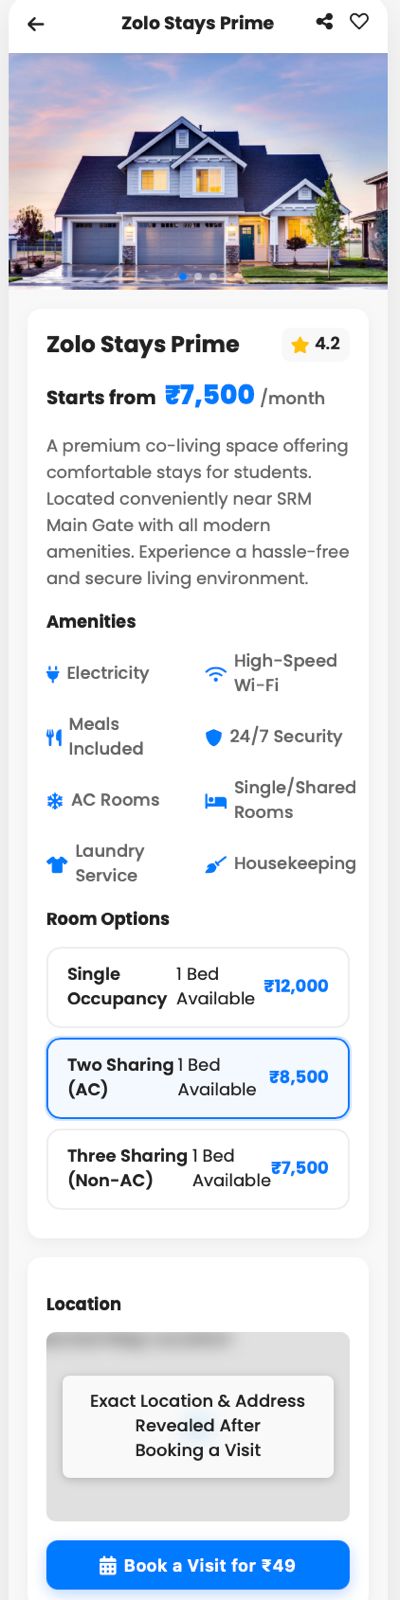 Zolo Stays Prime
Zolo Stays Prime
4.2
Starts from ₹7,500 /month
A premium co-living space offering
comfortable stays for students.
Located conveniently near SRM
Main Gate with all modern
amenities. Experience a hassle-free
and secure living environment.
Amenities
Electricity
High-Speed
Wi-Fi
Meals
Included
24/7 Security
AC Rooms
Single/Shared
Rooms
Laundry
Service
Housekeeping
Room Options
Single
Occupancy
1 Bed
Available
₹12,000
Two Sharing
(AC)
1 Bed
Available
₹8,500
Three Sharing
(Non-AC)
1 Bed
Available
₹7,500
Location
Exact Location & Address
Revealed After
Booking a Visit
Book a Visit for ₹49